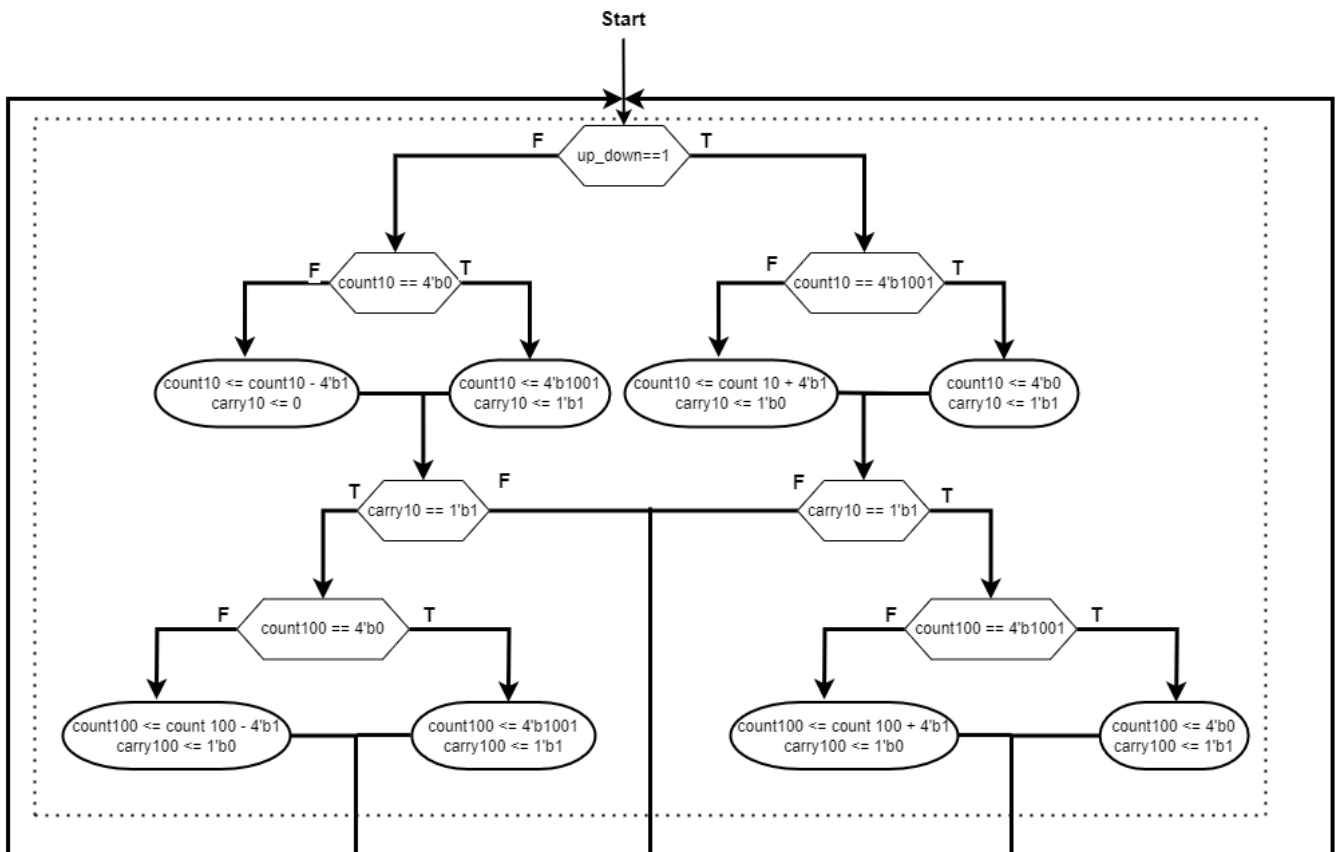 Start
F
T
up_down==1
F
T
F
T
count10 == 4'b0
count10 == 4'b1001
count10 <= count10 - 4'b1
carry10 <= 0
count10 <= 4'b1001
carry10 <= 1'b1
count10 <= count 10 + 4'b1
carry10 <= 1'b0
count10 <= 4'b0
carry10 <= 1'b1
T
F
F
T
carry10 == 1'b1
carry10 == 1'b1
F
T
F
T
count100 == 4'b0
count100 == 4'b1001
count100 <= count 100 - 4'b1
carry100 <= 1'b0
count100 <= 4'b1001
carry100 <= 1'b1
count100 <= count 100 + 4'b1
carry100 <= 1'b0
count100 <= 4'b0
carry100 <= 1'b1